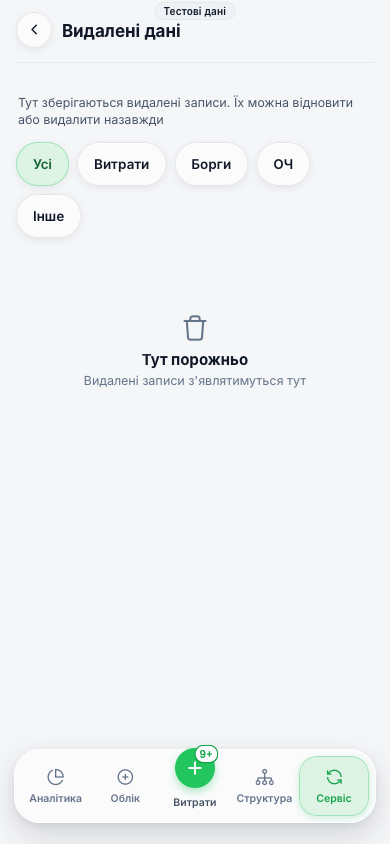 Тестові дані
Видалені дані
Тут зберігаються видалені записи. Їх можна відновити
або видалити назавжди
Усі
Витрати
Борги
ОЧ
Інше
Тут порожньо
Видалені записи з'являтимуться тут
9+
Аналітика
Облік
Витрати
Структура
Сервіс